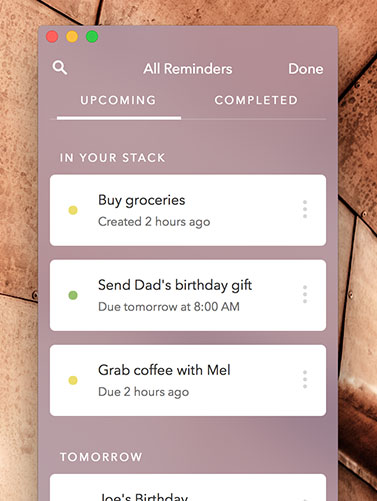 All Reminders
Done
UPCOMING
COMPLETED
IN YOUR STACK
Buy groceries
Created 2 hours ago
Send Dad's birthday gift
Due tomorrow at 8:00 AM
Grab coffee with Mel
Due 2 hours ago
TOMORROW
Joe's Birthday